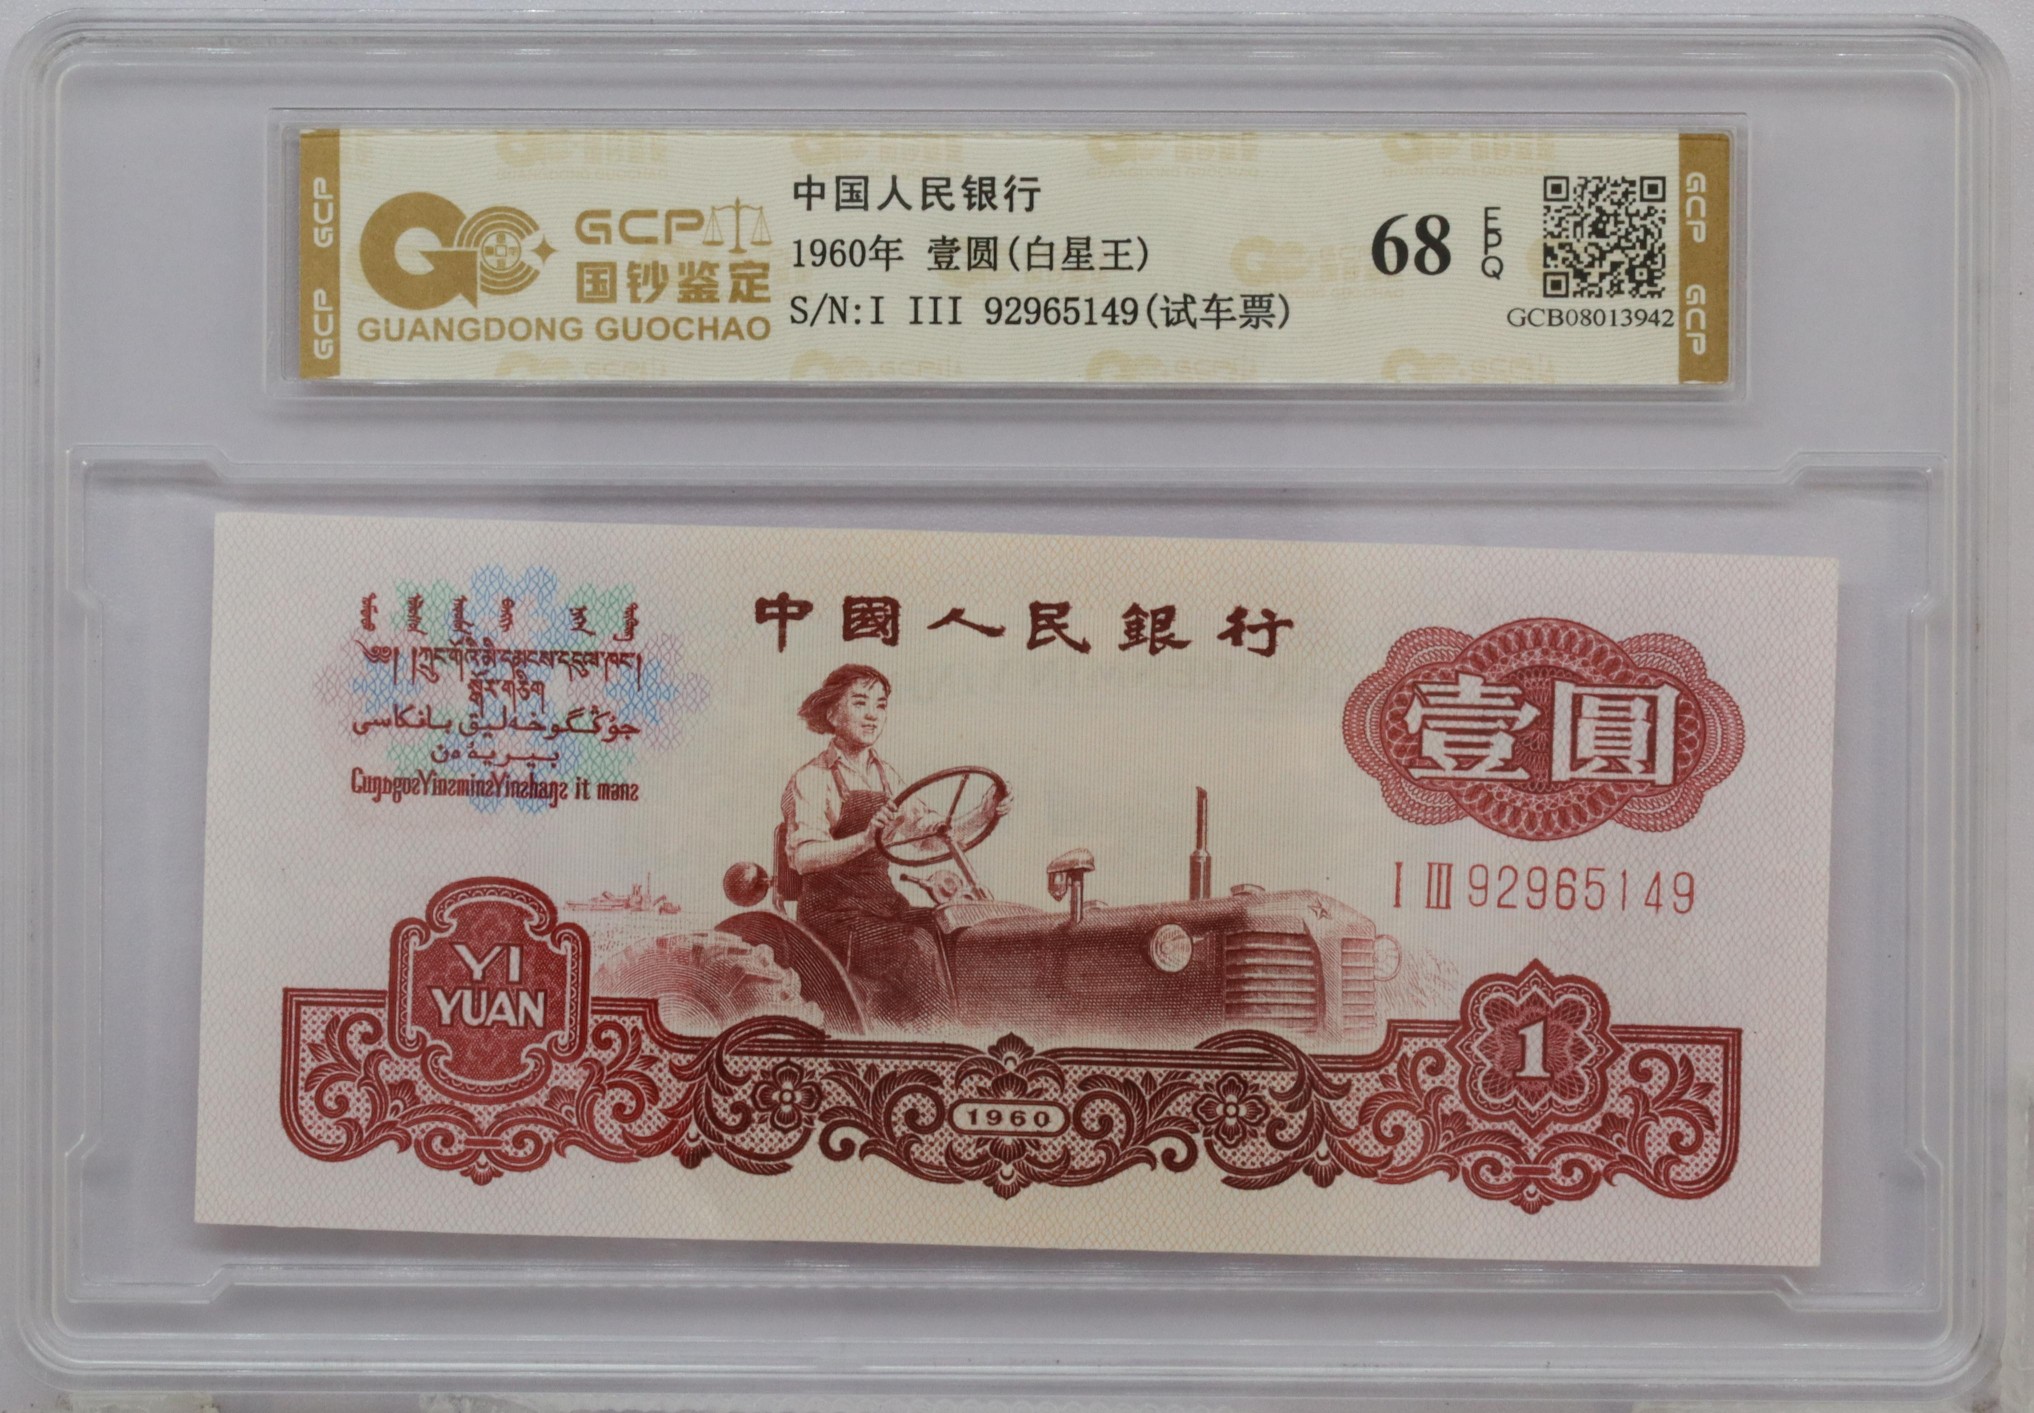 GCP
GCP
GCP
国钞鉴定
GUANGDONG GUOCHAO
中国人民银行
1960年 壹圆(白星王)
S/N:I III 92965149(试车票)
68
EPQ
GCB08013942
GCP
GCP
中國人民銀行
壹圓
I III 92965149
YI
YUAN
1960
1